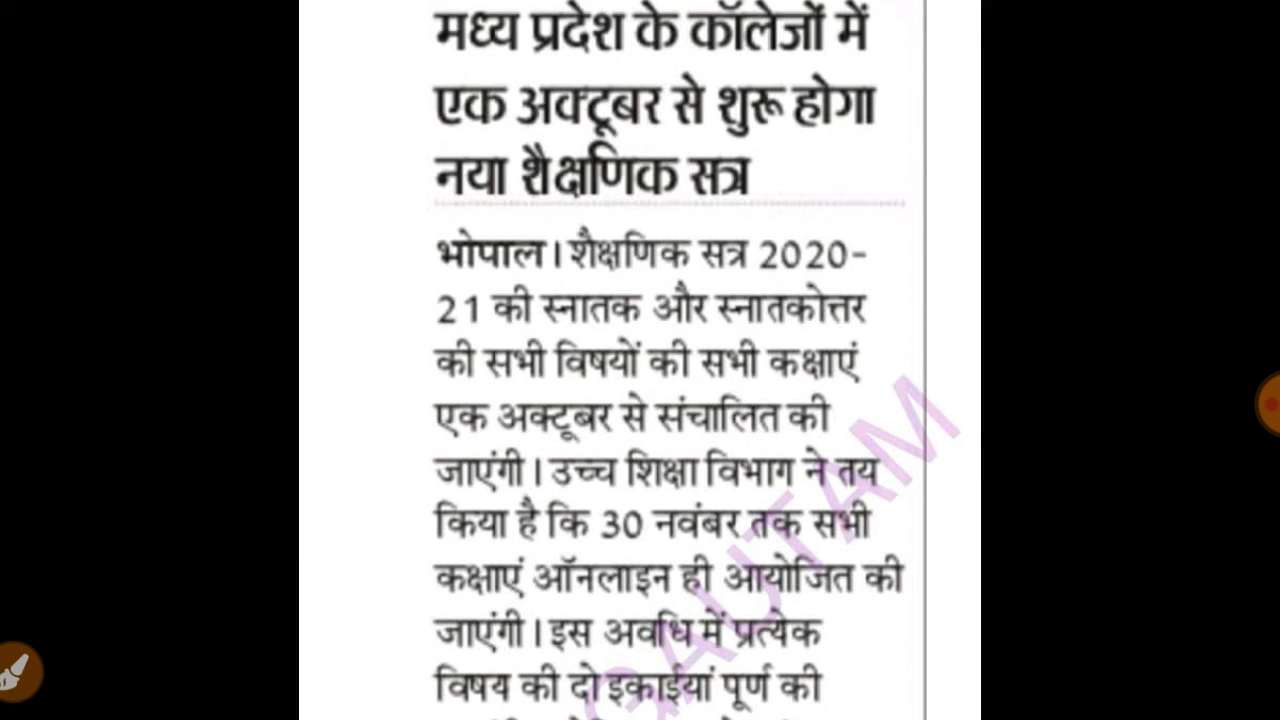 मध्य प्रदेश के कॉलेजों में
एक अक्टूबर से शुरू होगा
नया शैक्षणिक सत्र
भोपाल। शैक्षणिक सत्र 2020-
21 की स्नातक और स्नातकोत्तर
की सभी विषयों की सभी कक्षाएं
एक अक्टूबर से संचालित की
जाएंगी। उच्च शिक्षा विभाग ने तय
किया है कि 30 नवंबर तक सभी
कक्षाएं ऑनलाइन ही आयोजित की
जाएंगी। इस अवधि में प्रत्येक
विषय की दो इकाईयां पूर्ण की
GAUTAM